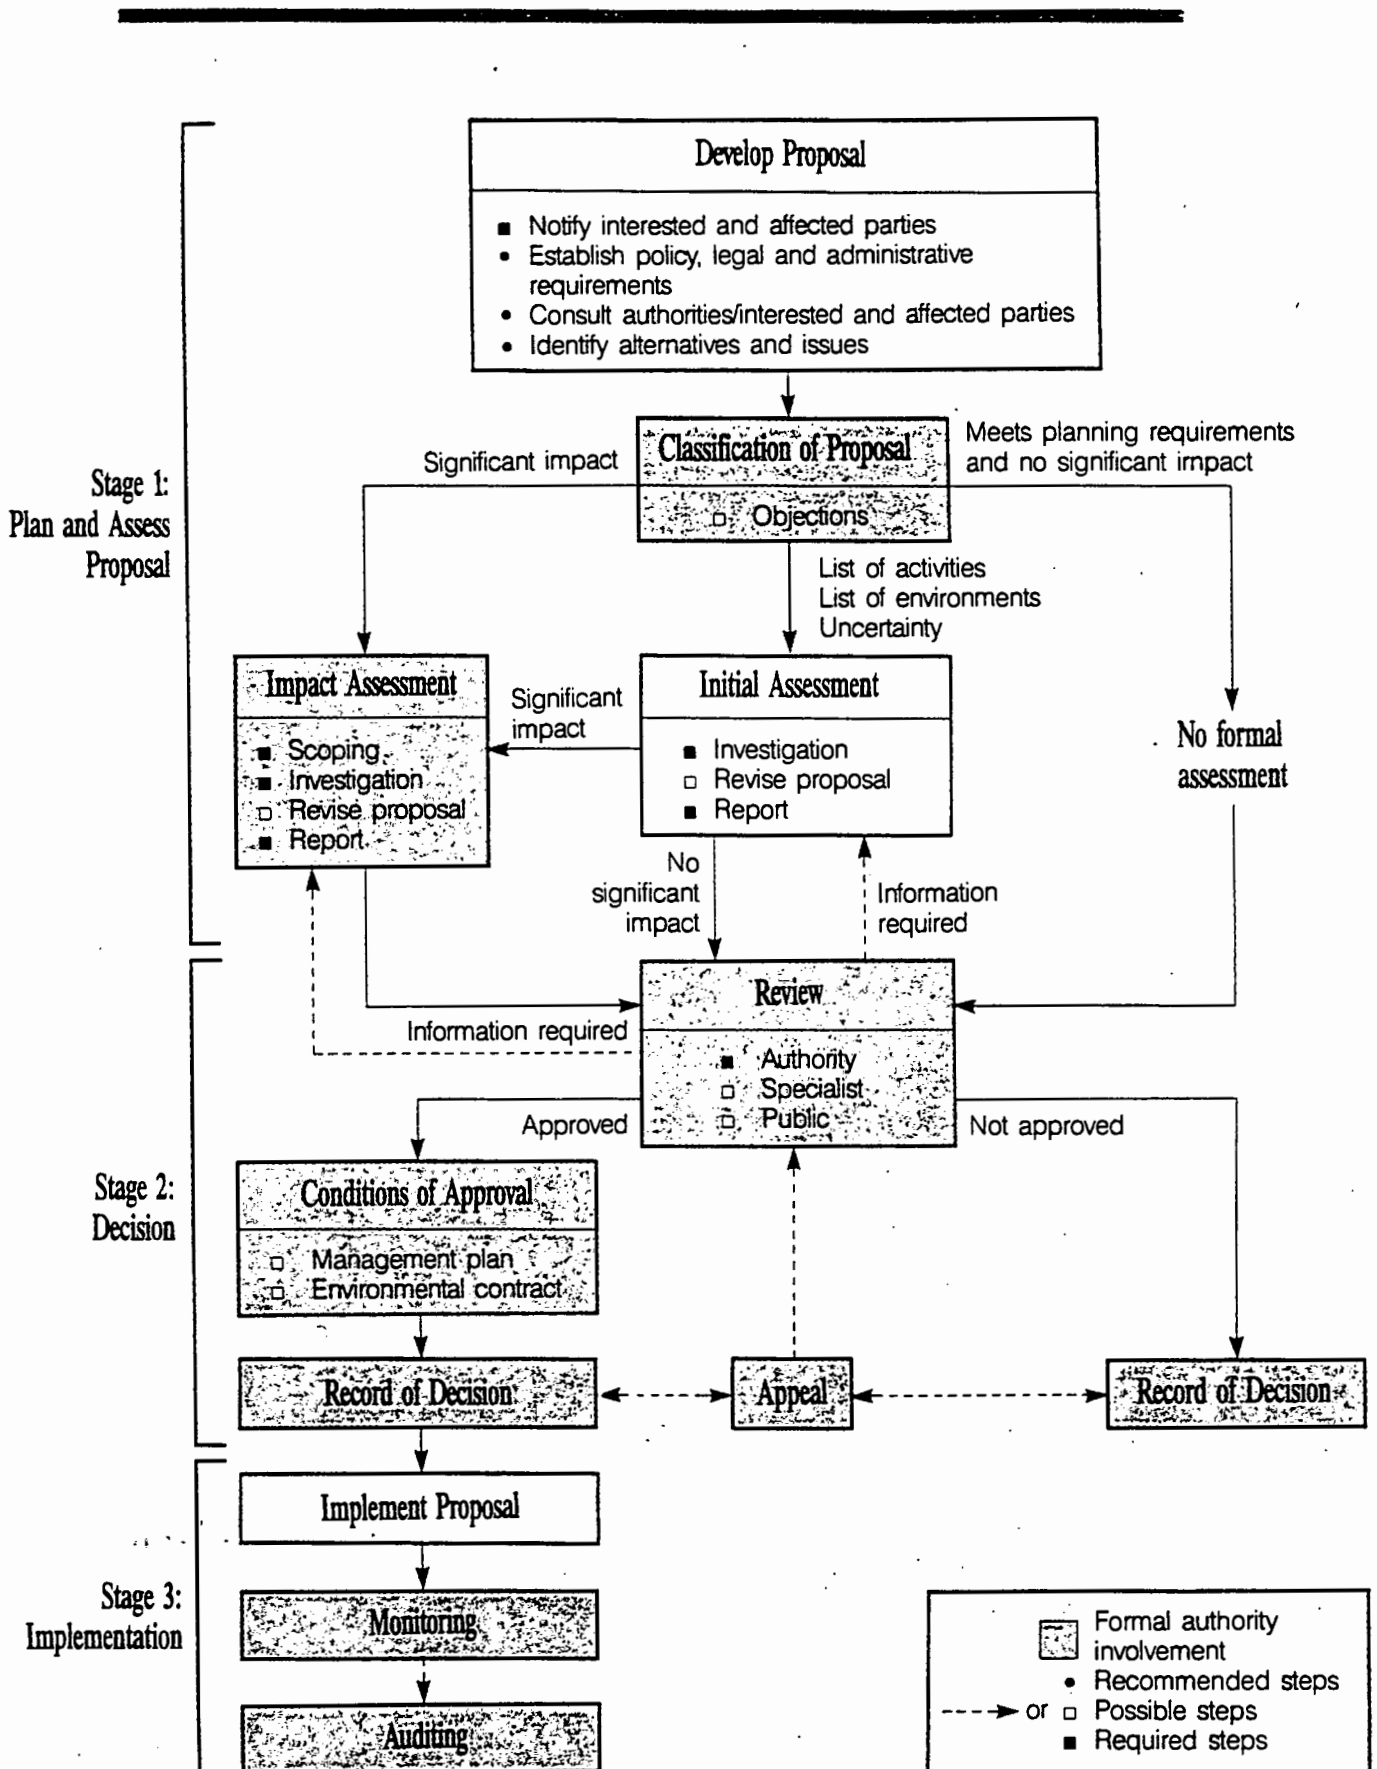 Develop Proposal
■ Notify interested and affected parties
• Establish policy, legal and administrative
requirements
• Consult authorities/interested and affected parties
• Identify alternatives and issues
Stage 1:
Plan and Assess
Proposal
Significant impact
Classification of Proposal
□ Objections
Meets planning requirements
and no significant impact
List of activities
List of environments
Uncertainty
Impact Assessment
■ Scoping
■ Investigation
□ Revise proposal
■ Report
Significant
impact
Initial Assessment
■ Investigation
□ Revise proposal
■ Report
No formal
assessment
No
significant
impact
Information
required
Review
■ Authority
□ Specialist
□ Public
Information required
Approved
Not approved
Stage 2:
Decision
Conditions of Approval
□ Management plan
□ Environmental contract
Record of Decision
Appeal
Record of Decision
Stage 3:
Implementation
Implement Proposal
Monitoring
Auditing
Formal authority
involvement
• Recommended steps
or □ Possible steps
■ Required steps